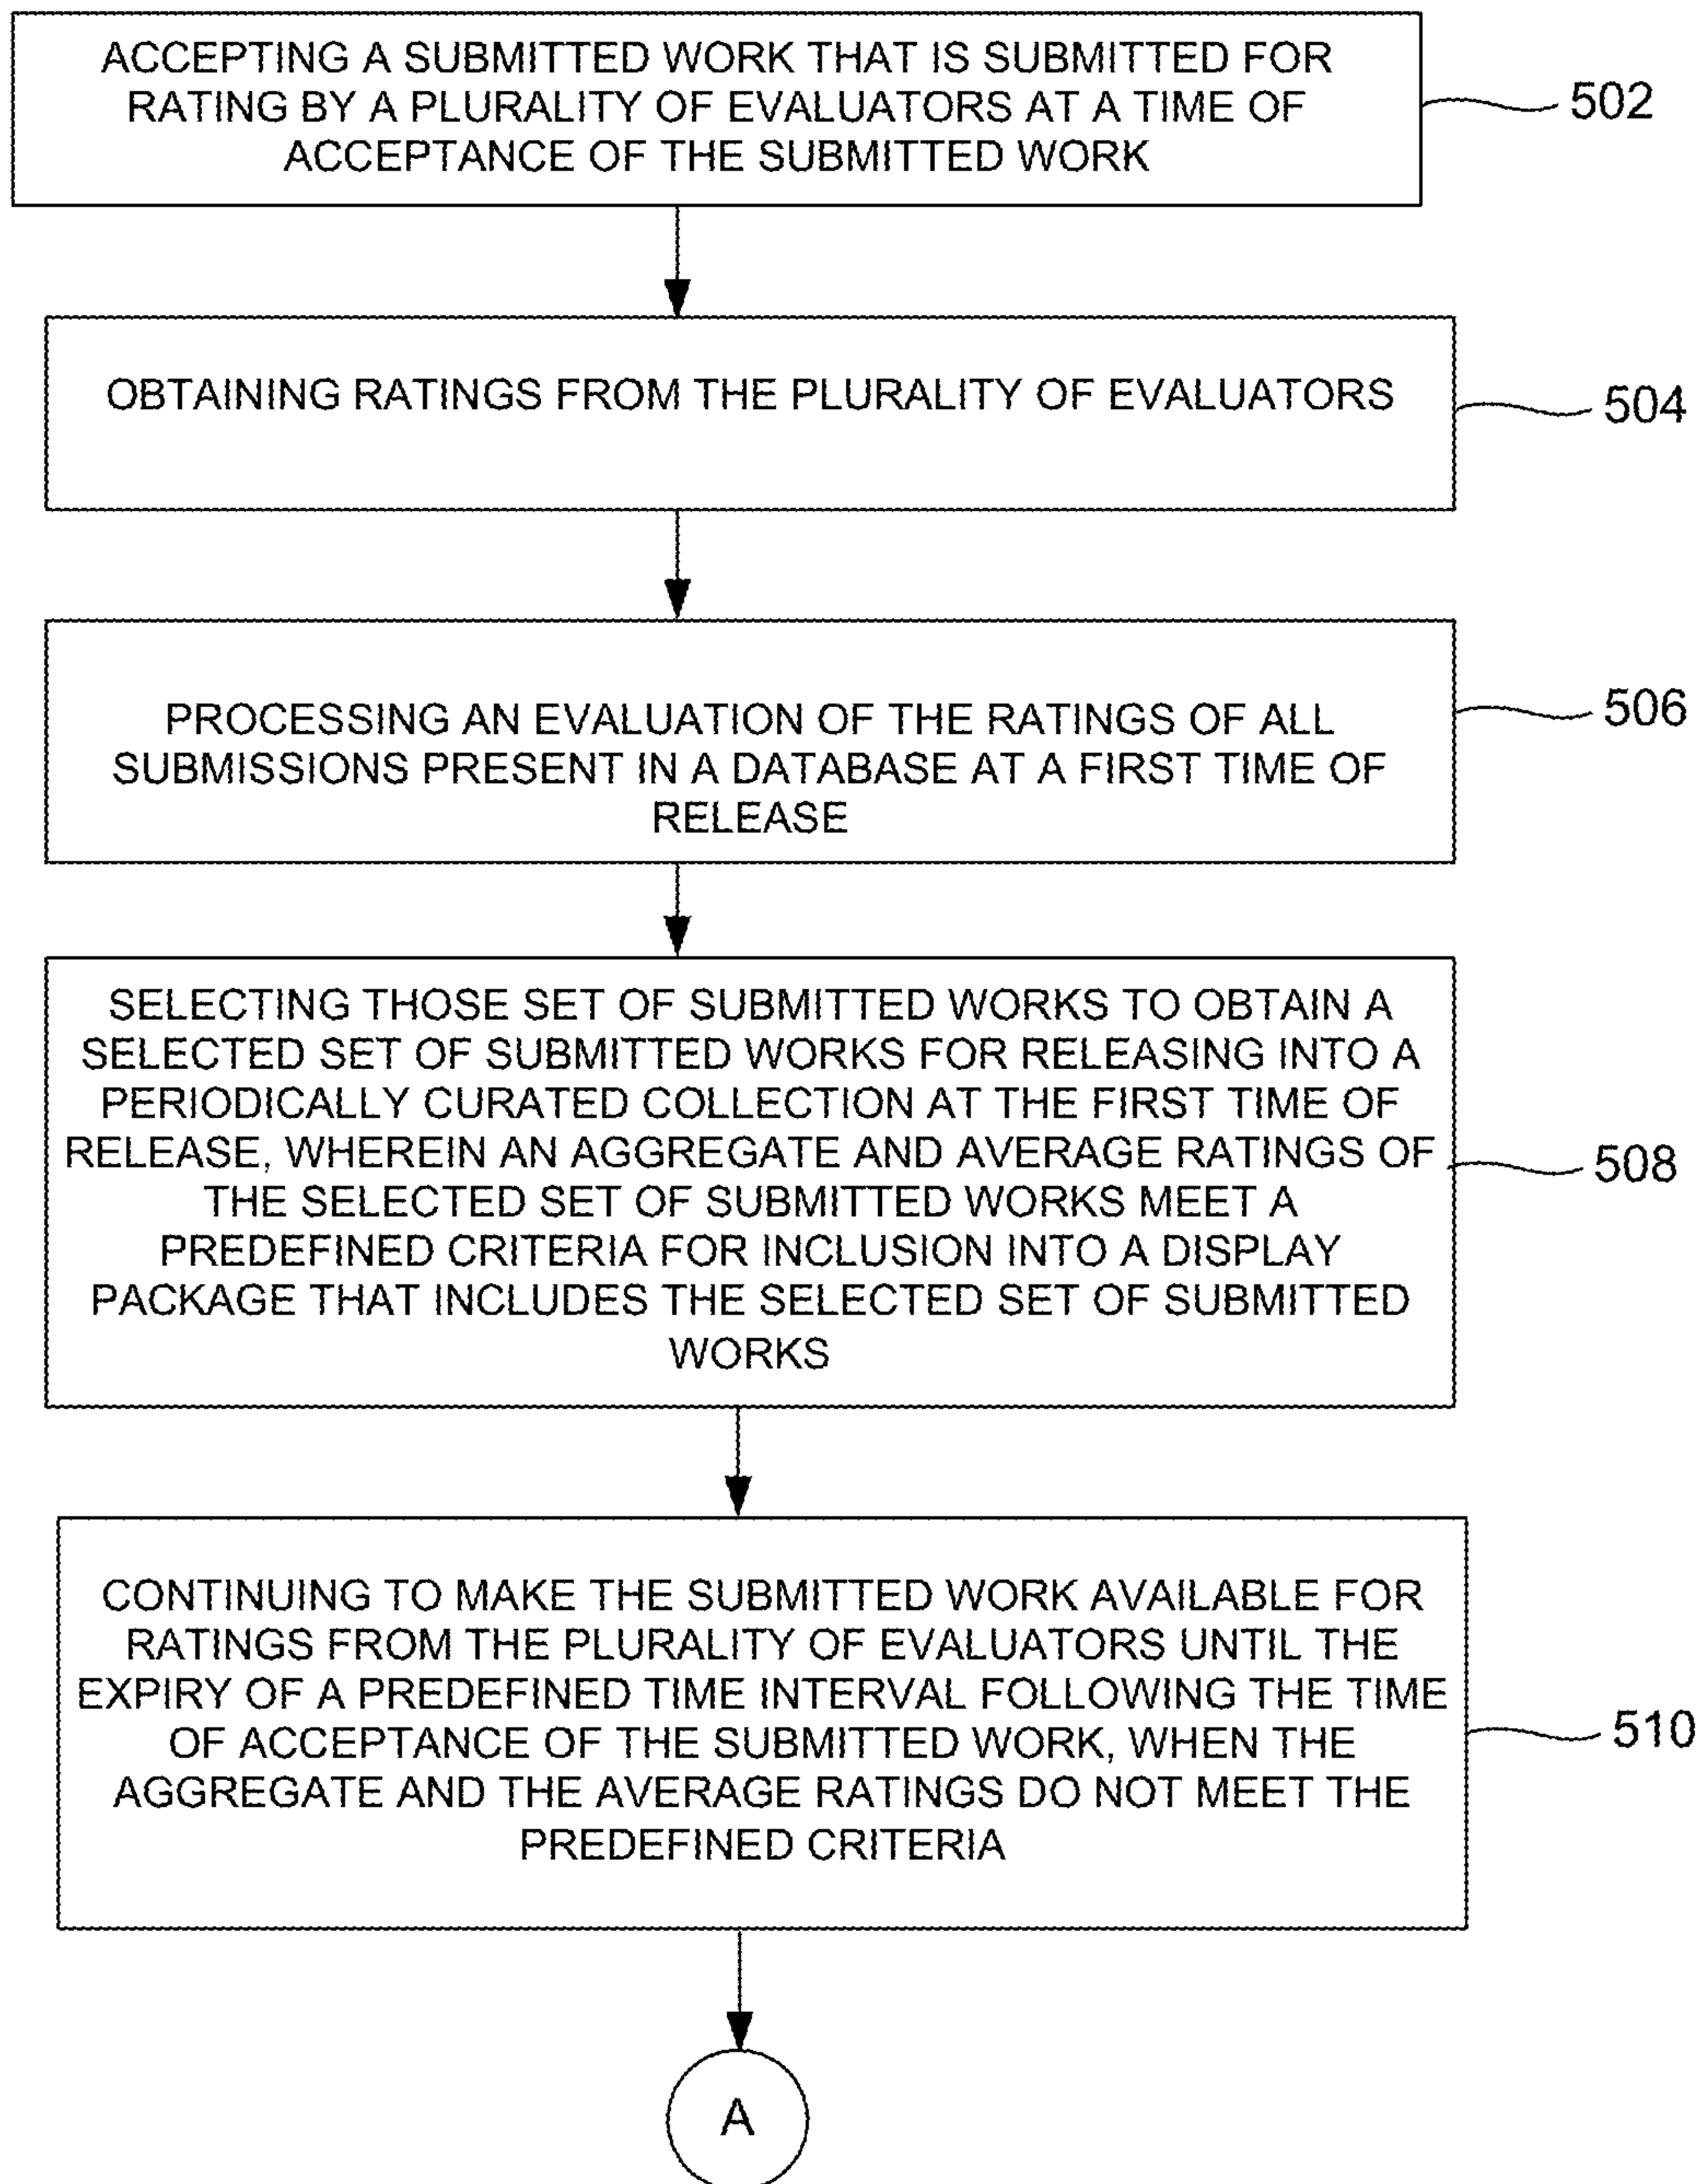 ACCEPTING A SUBMITTED WORK THAT IS SUBMITTED FOR
RATING BY A PLURALITY OF EVALUATORS AT A TIME OF
ACCEPTANCE OF THE SUBMITTED WORK
502
OBTAINING RATINGS FROM THE PLURALITY OF EVALUATORS
504
PROCESSING AN EVALUATION OF THE RATINGS OF ALL
SUBMISSIONS PRESENT IN A DATABASE AT A FIRST TIME OF
RELEASE
506
SELECTING THOSE SET OF SUBMITTED WORKS TO OBTAIN A
SELECTED SET OF SUBMITTED WORKS FOR RELEASING INTO A
PERIODICALLY CURATED COLLECTION AT THE FIRST TIME OF
RELEASE, WHEREIN AN AGGREGATE AND AVERAGE RATINGS OF
THE SELECTED SET OF SUBMITTED WORKS MEET A
PREDEFINED CRITERIA FOR INCLUSION INTO A DISPLAY
PACKAGE THAT INCLUDES THE SELECTED SET OF SUBMITTED
WORKS
508
CONTINUING TO MAKE THE SUBMITTED WORK AVAILABLE FOR
RATINGS FROM THE PLURALITY OF EVALUATORS UNTIL THE
EXPIRY OF A PREDEFINED TIME INTERVAL FOLLOWING THE TIME
OF ACCEPTANCE OF THE SUBMITTED WORK, WHEN THE
AGGREGATE AND THE AVERAGE RATINGS DO NOT MEET THE
PREDEFINED CRITERIA
510
A